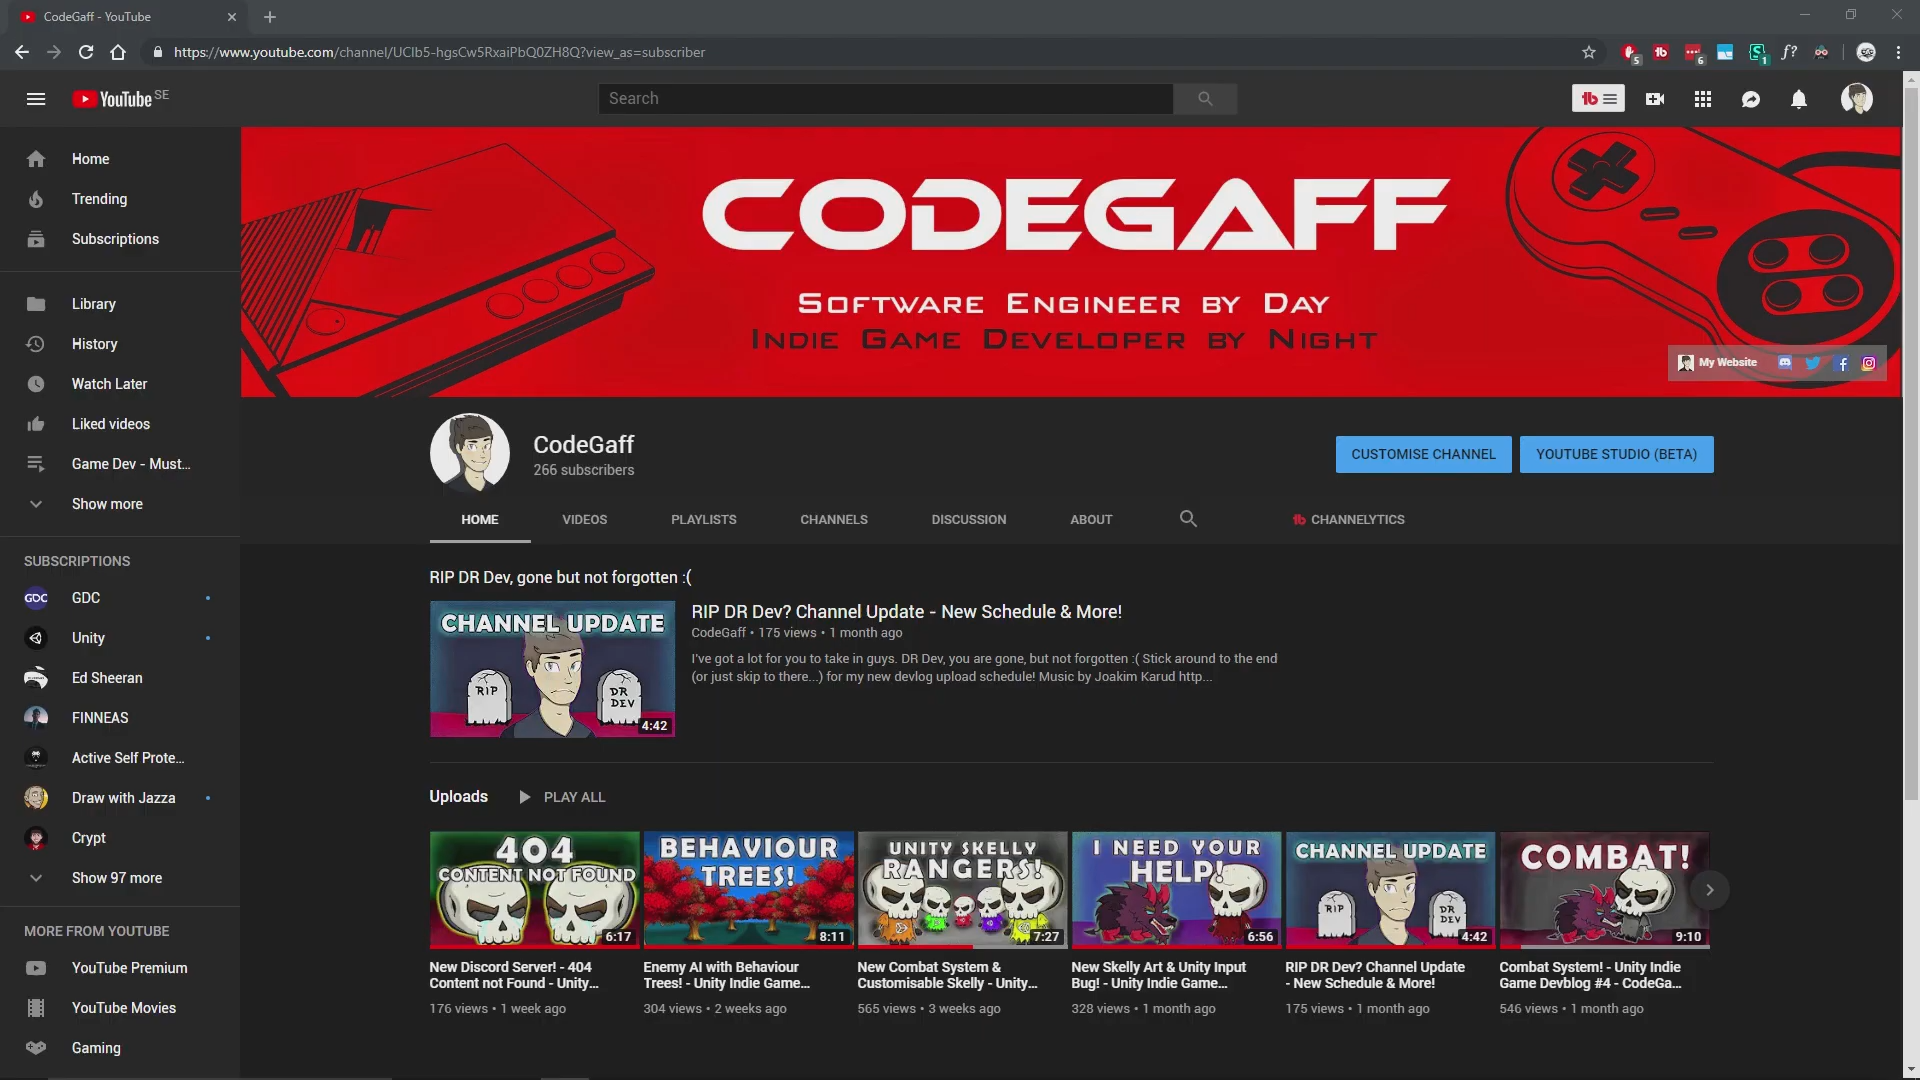 CodeGaff - YouTube
https://www.youtube.com/channel/UClb5-hgsCw5RxaiPbQ0ZH8Q?view_as=subscriber
5
6
1
f?
YouTube SE
Search
Home
Trending
Subscriptions
Library
History
Watch Later
Liked videos
Game Dev - Must...
Show more
SUBSCRIPTIONS
GDC GDC
Unity
Ed Sheeran
FINNEAS
Active Self Prote...
Draw with Jazza
Crypt
Show 97 more
MORE FROM YOUTUBE
YouTube Premium
YouTube Movies
Gaming
CODEGAFF
Software Engineer by Day
Indie Game Developer by Night
My Website
CodeGaff
266 subscribers
CUSTOMISE CHANNEL
YOUTUBE STUDIO (BETA)
HOME VIDEOS PLAYLISTS CHANNELS DISCUSSION ABOUT CHANNELYTICS
RIP DR Dev, gone but not forgotten :(
CHANNEL UPDATE
RIP
DR DEV
4:42
RIP DR Dev? Channel Update - New Schedule & More!
CodeGaff • 175 views • 1 month ago
I've got a lot for you to take in guys. DR Dev, you are gone, but not forgotten :( Stick around to the end
(or just skip to there...) for my new devlog upload schedule! Music by Joakim Karud http...
Uploads PLAY ALL
404
CONTENT NOT FOUND
6:17
New Discord Server! - 404
Content not Found - Unity...
176 views • 1 week ago
BEHAVIOUR
TREES!
8:11
Enemy AI with Behaviour
Trees! - Unity Indie Game...
304 views • 2 weeks ago
UNITY SKELLY
RANGERS!
7:27
New Combat System &
Customisable Skelly - Unity...
565 views • 3 weeks ago
I NEED YOUR
HELP!
6:56
New Skelly Art & Unity Input
Bug! - Unity Indie Game...
328 views • 1 month ago
CHANNEL UPDATE
RIP
DR DEV
4:42
RIP DR Dev? Channel Update
- New Schedule & More!
175 views • 1 month ago
COMBAT!
9:10
Combat System! - Unity Indie
Game Devblog #4 - CodeGa...
546 views • 1 month ago